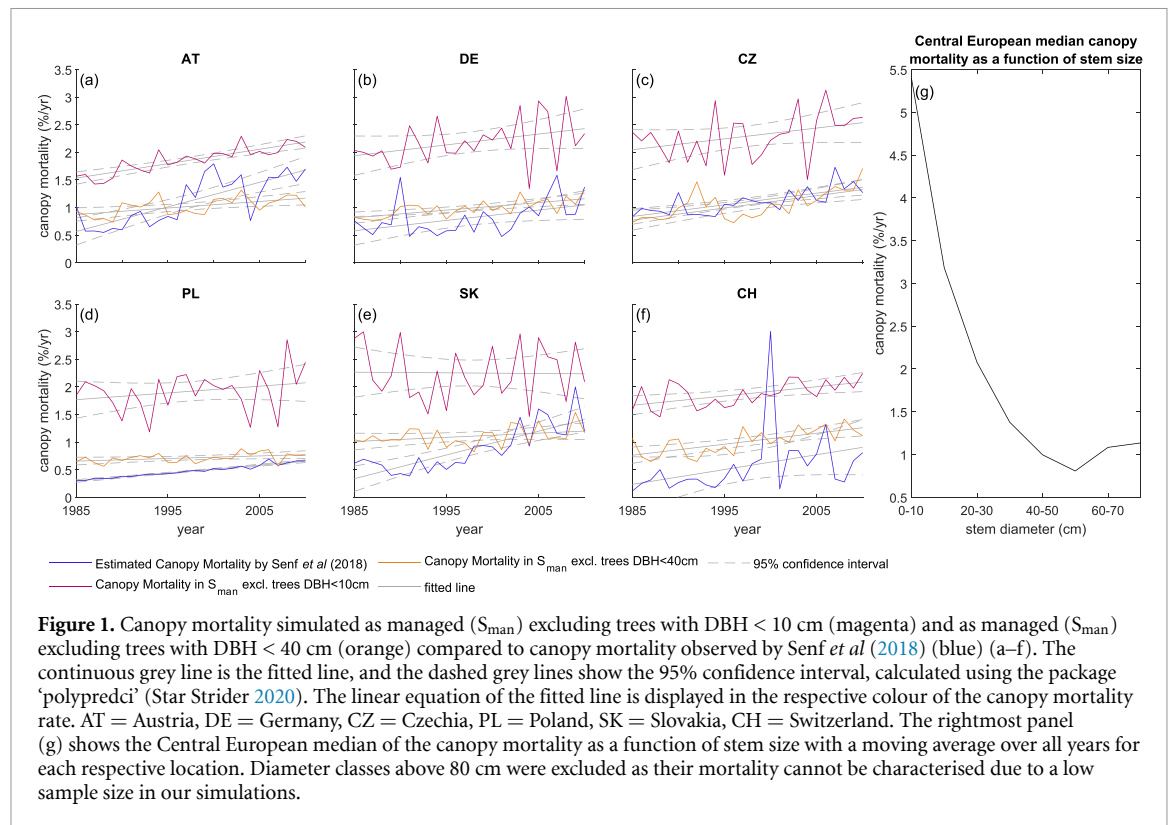 Central European median canopy
mortality as a function of stem size
AT
DE
CZ
(a)
(b)
(c)
(g)
3.5
3
2.5
2
1.5
1
0.5
0
canopy mortality (%/yr)
1985
1995
2005
1985
1995
2005
1985
1995
2005
PL
SK
CH
(d)
(e)
(f)
3.5
3
2.5
2
1.5
1
0.5
0
canopy mortality (%/yr)
1985
1995
2005
1985
1995
2005
1985
1995
2005
year
year
year
5.5
5
4.5
4
3.5
3
2.5
2
1.5
1
0.5
canopy mortality (%/yr)
0-10
20-30
40-50
60-70
stem diameter (cm)
Estimated Canopy Mortality by Senf et al (2018)
Canopy Mortality in Sman excl. trees DBH<40cm
95% confidence interval
Canopy Mortality in Sman excl. trees DBH<10cm
fitted line
Figure 1. Canopy mortality simulated as managed (Sman) excluding trees with DBH < 10 cm (magenta) and as managed (Sman)
excluding trees with DBH < 40 cm (orange) compared to canopy mortality observed by Senf et al (2018) (blue) (a–f). The
continuous grey line is the fitted line, and the dashed grey lines show the 95% confidence interval, calculated using the package
‘polypredci’ (Star Strider 2020). The linear equation of the fitted line is displayed in the respective colour of the canopy mortality
rate. AT = Austria, DE = Germany, CZ = Czechia, PL = Poland, SK = Slovakia, CH = Switzerland. The rightmost panel
(g) shows the Central European median of the canopy mortality as a function of stem size with a moving average over all years for
each respective location. Diameter classes above 80 cm were excluded as their mortality cannot be characterised due to a low
sample size in our simulations.